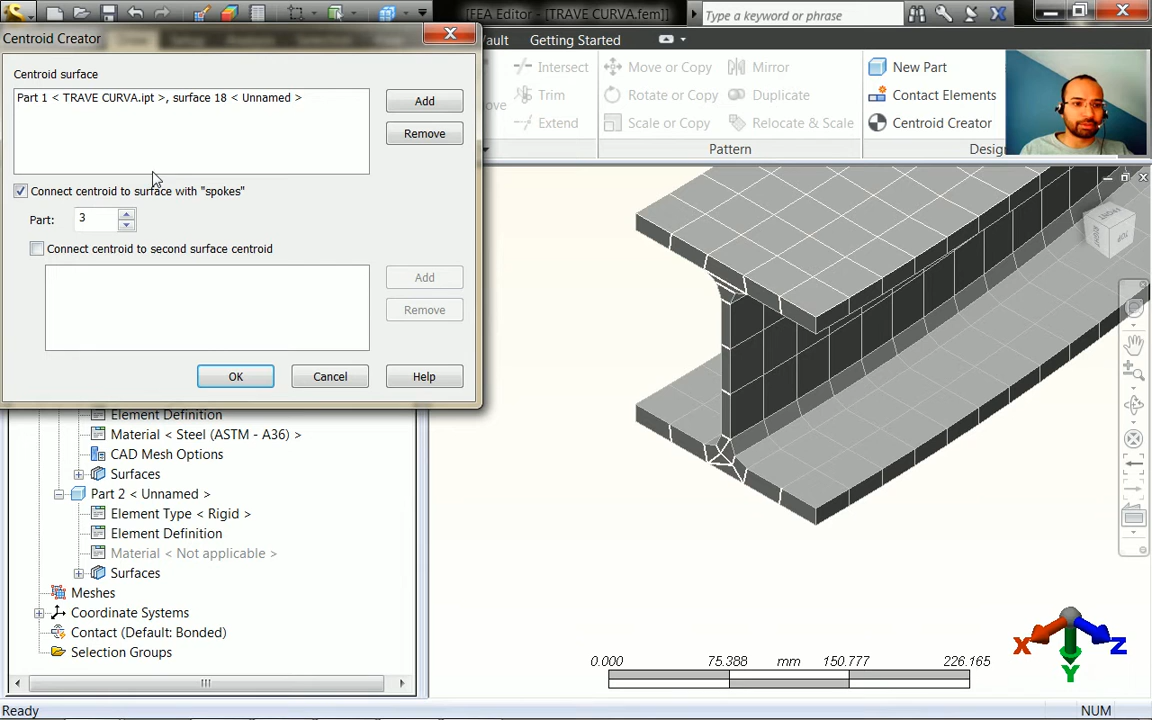 [FEA Editor - [TRAVE CURVA.fem]
Type a keyword or phrase
Centroid Creator
Vault
Getting Started
Centroid surface
Part 1 < TRAVE CURVA.ipt >, surface 18 < Unnamed >
Add
Remove
Connect centroid to surface with "spokes"
Part:
3
Connect centroid to second surface centroid
Add
Remove
OK
Cancel
Help
Intersect
Trim
Extend
Move or Copy
Rotate or Copy
Scale or Copy
Mirror
Duplicate
Relocate & Scale
Pattern
New Part
Contact Elements
Centroid Creator
Element Definition
Material < Steel (ASTM - A36) >
CAD Mesh Options
Surfaces
Part 2 < Unnamed >
Element Type < Rigid >
Element Definition
Material < Not applicable >
Surfaces
Meshes
Coordinate Systems
Contact (Default: Bonded)
Selection Groups
FRONT
RIGHT
TOP
X
Y
Z
0.000
75.388
mm
150.777
226.165
Ready
NUM